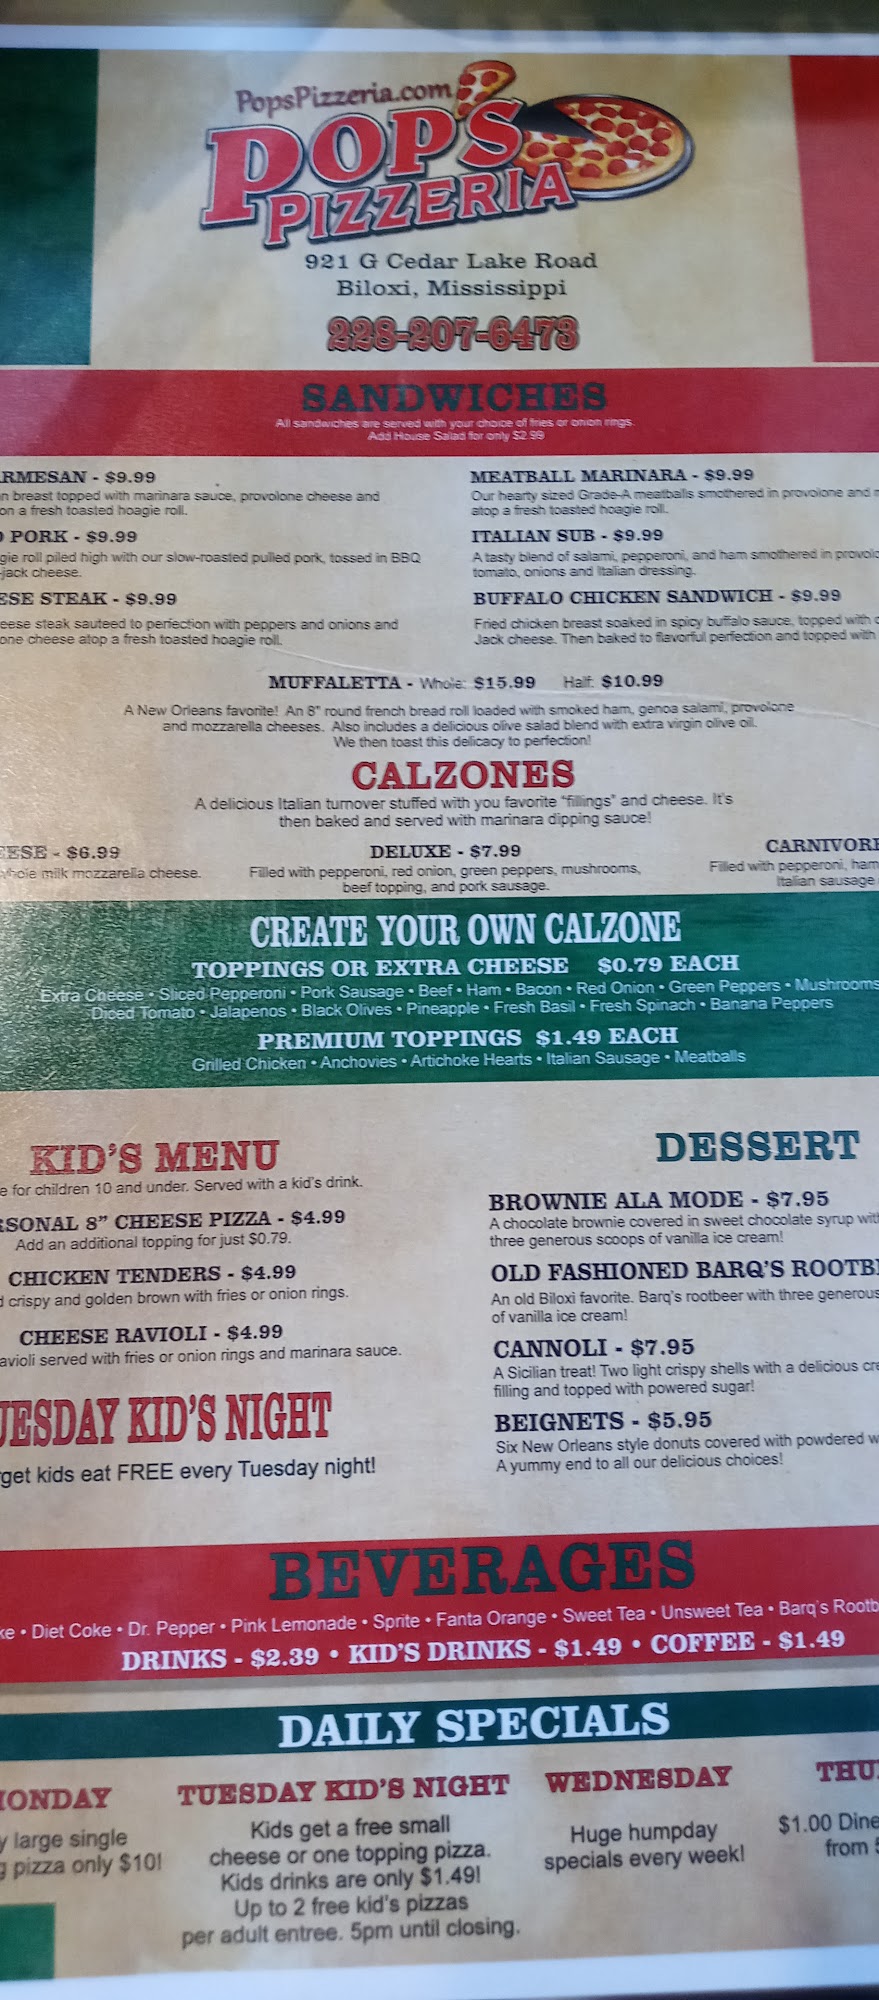 PopsPizzeria.com
POPS
PIZZERIA
921 G Cedar Lake Road
Biloxi, Mississippi
228-207-6473
SANDWICHES
All sandwiches are served with your choice of fries or onion rings.
Add House Salad for only $2.99
RMESAN - $9.99
n breast topped with marinara sauce, provolone cheese and
on a fresh toasted hoagie roll.
PORK - $9.99
gie roll piled high with our slow-roasted pulled pork, tossed in BBQ
-jack cheese.
ESE STEAK - $9.99
eese steak sauteed to perfection with peppers and onions and
one cheese atop a fresh toasted hoagie roll.
MEATBALL MARINARA - $9.99
Our hearty sized Grade-A meatballs smothered in provolone and
atop a fresh toasted hoagie roll.
ITALIAN SUB - $9.99
A tasty blend of salami, pepperoni, and ham smothered in provolo
tomato, onions and Italian dressing.
BUFFALO CHICKEN SANDWICH - $9.99
Fried chicken breast soaked in spicy buffalo sauce, topped with
Jack cheese. Then baked to flavorful perfection and topped with
MUFFALETTA - Whole: $15.99 Half: $10.99
A New Orleans favorite! An 8" round french bread roll loaded with smoked ham, genoa salami, provolone
and mozzarella cheeses. Also includes a delicious olive salad blend with extra virgin olive oil.
We then toast this delicacy to perfection!
CALZONES
A delicious Italian turnover stuffed with you favorite "fillings" and cheese. It's
then baked and served with marinara dipping sauce!
EESE - $6.99
whole milk mozzarella cheese.
DELUXE - $7.99
Filled with pepperoni, red onion, green peppers, mushrooms,
beef topping, and pork sausage.
CARNIVORE
Filled with pepperoni, ham
Italian sausage
CREATE YOUR OWN CALZONE
TOPPINGS OR EXTRA CHEESE $0.79 EACH
Extra Cheese • Sliced Pepperoni • Pork Sausage • Beef • Ham • Bacon • Red Onion • Green Peppers • Mushrooms
Diced Tomato • Jalapenos • Black Olives • Pineapple • Fresh Basil • Fresh Spinach • Banana Peppers
PREMIUM TOPPINGS $1.49 EACH
Grilled Chicken • Anchovies • Artichoke Hearts • Italian Sausage • Meatballs
KID'S MENU
e for children 10 and under. Served with a kid's drink.
RSONAL 8" CHEESE PIZZA - $4.99
Add an additional topping for just $0.79.
CHICKEN TENDERS - $4.99
d crispy and golden brown with fries or onion rings.
CHEESE RAVIOLI - $4.99
avioli served with fries or onion rings and marinara sauce.
UESDAY KID'S NIGHT
get kids eat FREE every Tuesday night!
DESSERT
BROWNIE ALA MODE - $7.95
A chocolate brownie covered in sweet chocolate syrup with
three generous scoops of vanilla ice cream!
OLD FASHIONED BARQ'S ROOTB
An old Biloxi favorite. Barq's rootbeer with three generous
of vanilla ice cream!
CANNOLI - $7.95
A Sicilian treat! Two light crispy shells with a delicious cre
filling and topped with powered sugar!
BEIGNETS - $5.95
Six New Orleans style donuts covered with powdered
A yummy end to all our delicious choices!
BEVERAGES
ke • Diet Coke • Dr. Pepper • Pink Lemonade • Sprite • Fanta Orange • Sweet Tea • Unsweet Tea • Barq's Rootb
DRINKS - $2.39 • KID'S DRINKS - $1.49 • COFFEE - $1.49
DAILY SPECIALS
MONDAY
y large single
g pizza only $10!
TUESDAY KID'S NIGHT
Kids get a free small
cheese or one topping pizza.
Kids drinks are only $1.49!
Up to 2 free kid's pizzas
per adult entree. 5pm until closing.
WEDNESDAY
Huge humpday
specials every week!
THU
$1.00 Dine
from 5